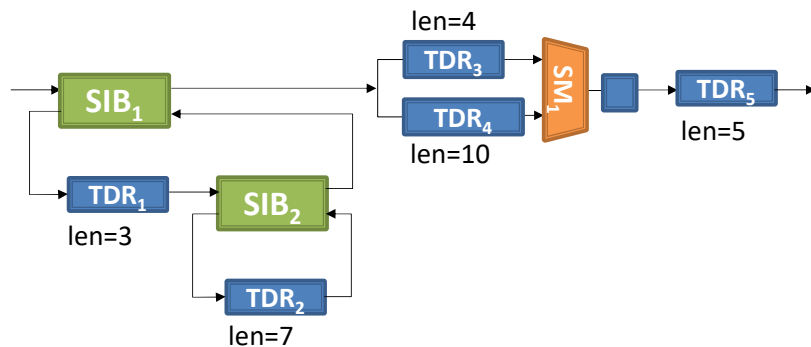 len=4
TDR₃
SIB₁
SM₁
TDR₄
TDR₅
len=10
len=5
TDR₁
SIB₂
len=3
TDR₂
len=7